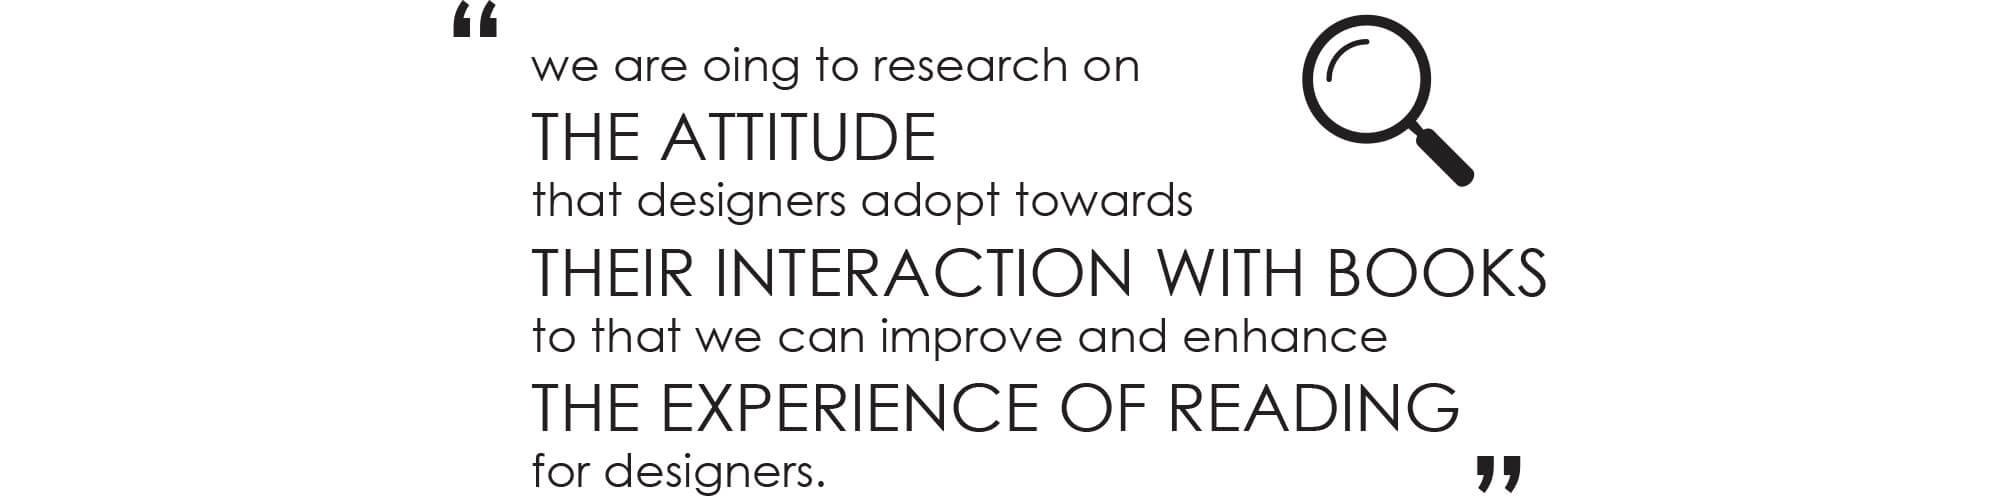 “
we are oing to research on
THE ATTITUDE
that designers adopt towards
THEIR INTERACTION WITH BOOKS
to that we can improve and enhance
THE EXPERIENCE OF READING
for designers.
”